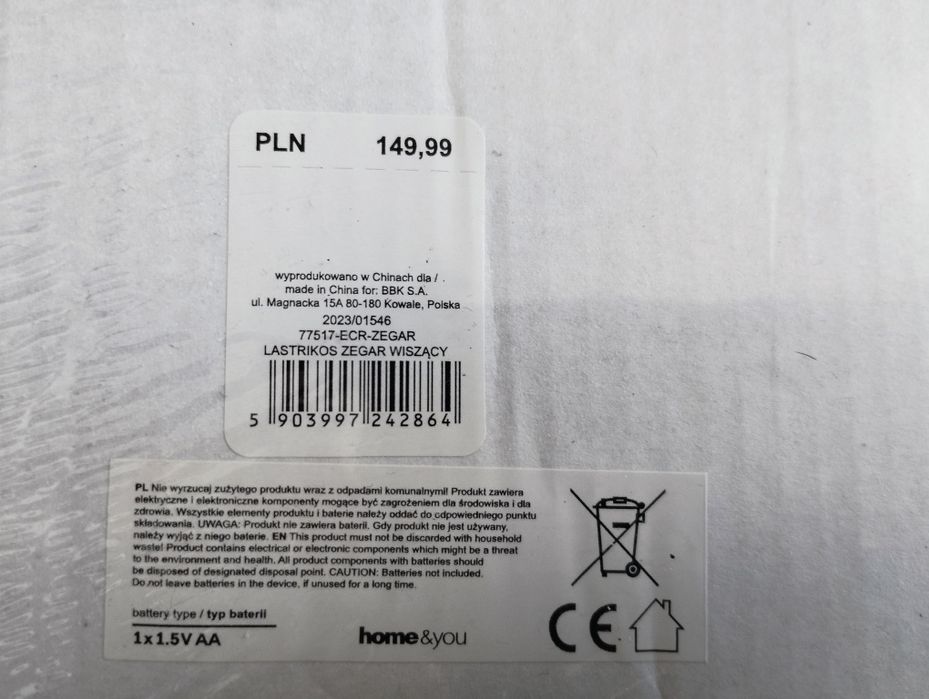 PLN 149,99
wyprodukowano w Chinach dla /
made in China for: BBK S.A.
ul. Magnacka 15A 80-180 Kowale, Polska
2023/01546
77517-ECR-ZEGAR
LASTRIKOS ZEGAR WISZĄCY
5 903997 242864
PL Nie wyrzucaj zużytego produktu wraz z odpadami komunalnymi! Produkt zawiera
elektryczne i elektroniczne komponenty mogące być zagrożeniem dla środowiska i dla
zdrowia. Wszystkie elementy produktu i baterie należy oddać do odpowiedniego punktu
składowania. UWAGA: Produkt nie zawiera baterii. Gdy produkt nie jest używany,
należy wyjąć z niego baterie. EN This product must not be discarded with household
waste! Product contains electrical or electronic components which might be a threat
to the environment and health. All product components with batteries should
be disposed of designated disposal point. CAUTION: Batteries not included.
Do not leave batteries in the device, if unused for a long time.
battery type / typ baterii
1 x 1.5V AA
home&you
CE